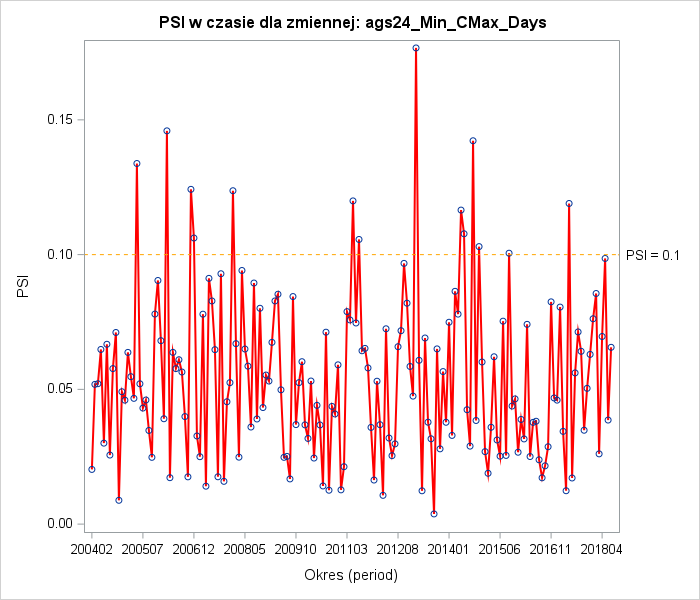 PSI w czasie dla zmiennej: ags24_Min_CMax_Days
0.15
0.10
0.05
0.00
PSI
PSI = 0.1
200402 200507 200612 200805 200910 201103 201208 201401 201506 201611 201804
Okres (period)